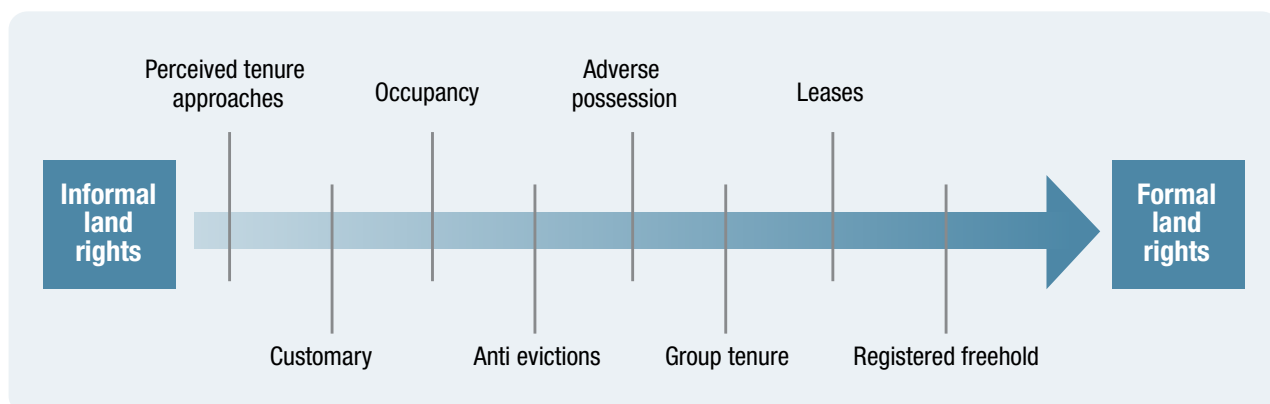 Perceived tenure
approaches
Occupancy
Adverse
possession
Leases
Informal
land
rights
Formal
land
rights
Customary
Anti evictions
Group tenure
Registered freehold